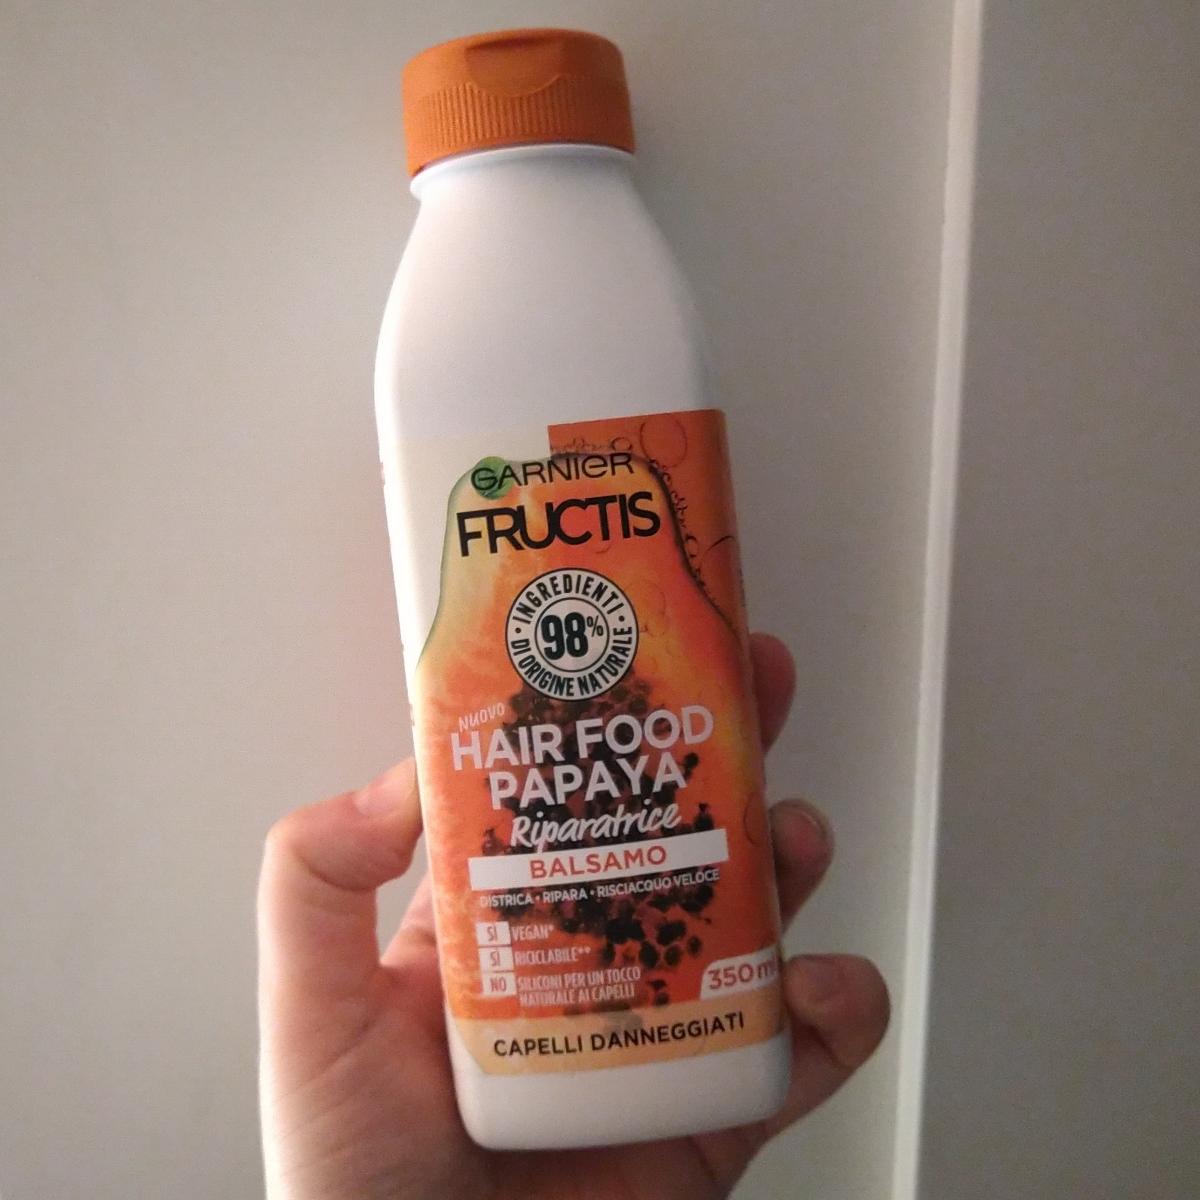 GARNIER
FRUCTIS
INGREDIENTI
98%
DI ORIGINE NATURALE
NUOVO
HAIR FOOD
PAPAYA
Riparatrice
BALSAMO
DISTRICA • RIPARA • RISCIACQUO VELOCE
SÌ VEGAN*
SÌ RICICLABILE**
NO SILICONI PER UN TOCCO
NATURALE AI CAPELLI
350 ml
CAPELLI DANNEGGIATI